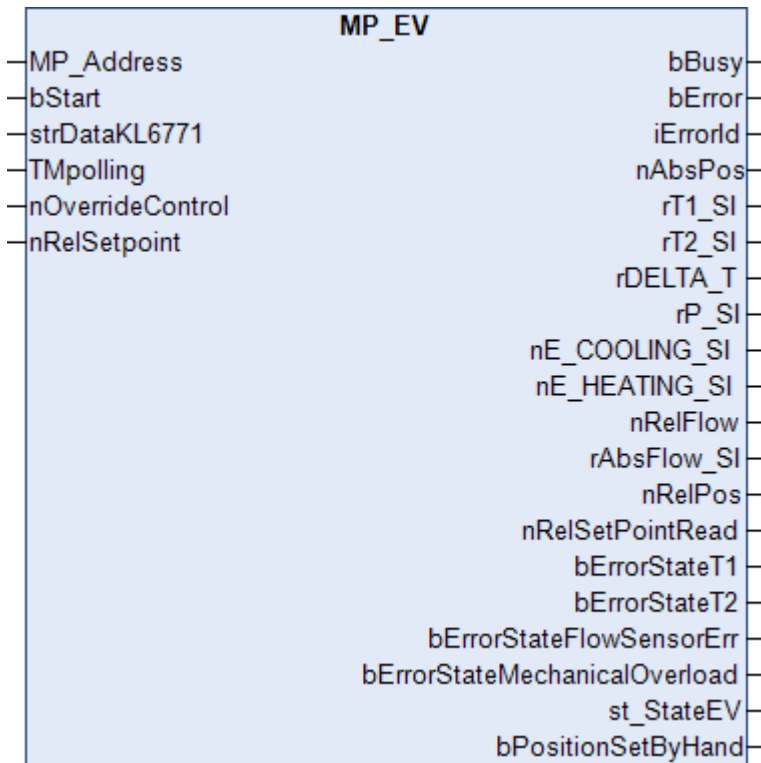 MP_EV
MP_Address bBusy
bStart bError
strDataKL6771 iErrorId
TMpolling nAbsPos
nOverrideControl rT1_SI
nRelSetpoint rT2_SI
rDELTA_T
rP_SI
nE_COOLING_SI
nE_HEATING_SI
nRelFlow
rAbsFlow_SI
nRelPos
nRelSetPointRead
bErrorStateT1
bErrorStateT2
bErrorStateFlowSensorErr
bErrorStateMechanicalOverload
st_StateEV
bPositionSetByHand